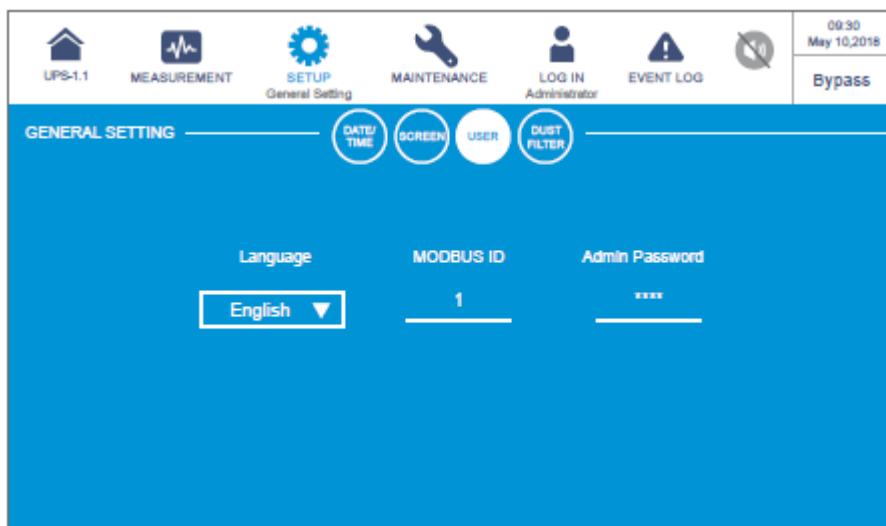 UPS-1.1
MEASUREMENT
SETUP
General Setting
MAINTENANCE
LOG IN
Administrator
EVENT LOG
09:30
May 10,2018
Bypass
GENERAL SETTING
DATE/
TIME
SCREEN
USER
DUST
FILTER
Language
MODBUS ID
Admin Password
English ▼
1
****